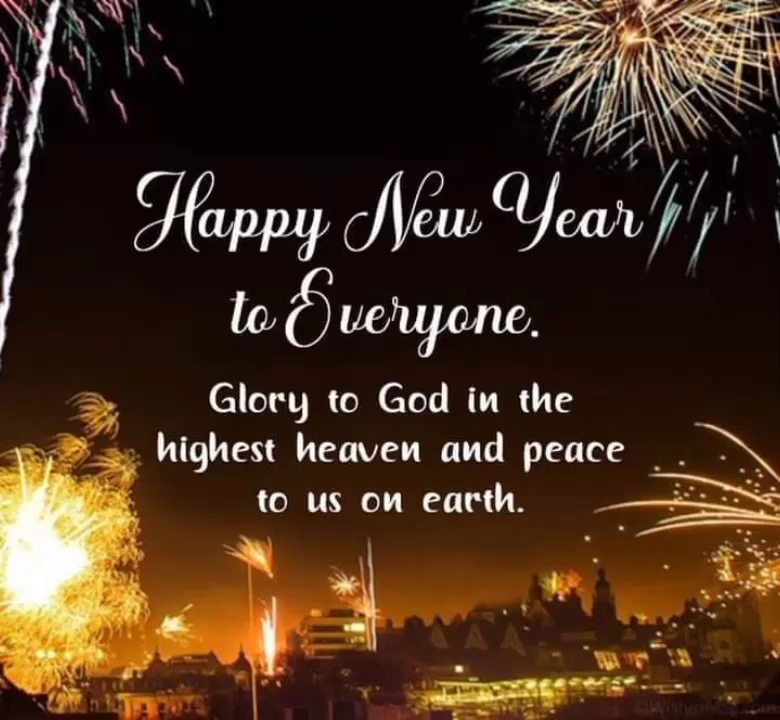 Happy New Year
to Everyone.
Glory to God in the
highest heaven and peace
to us on earth.